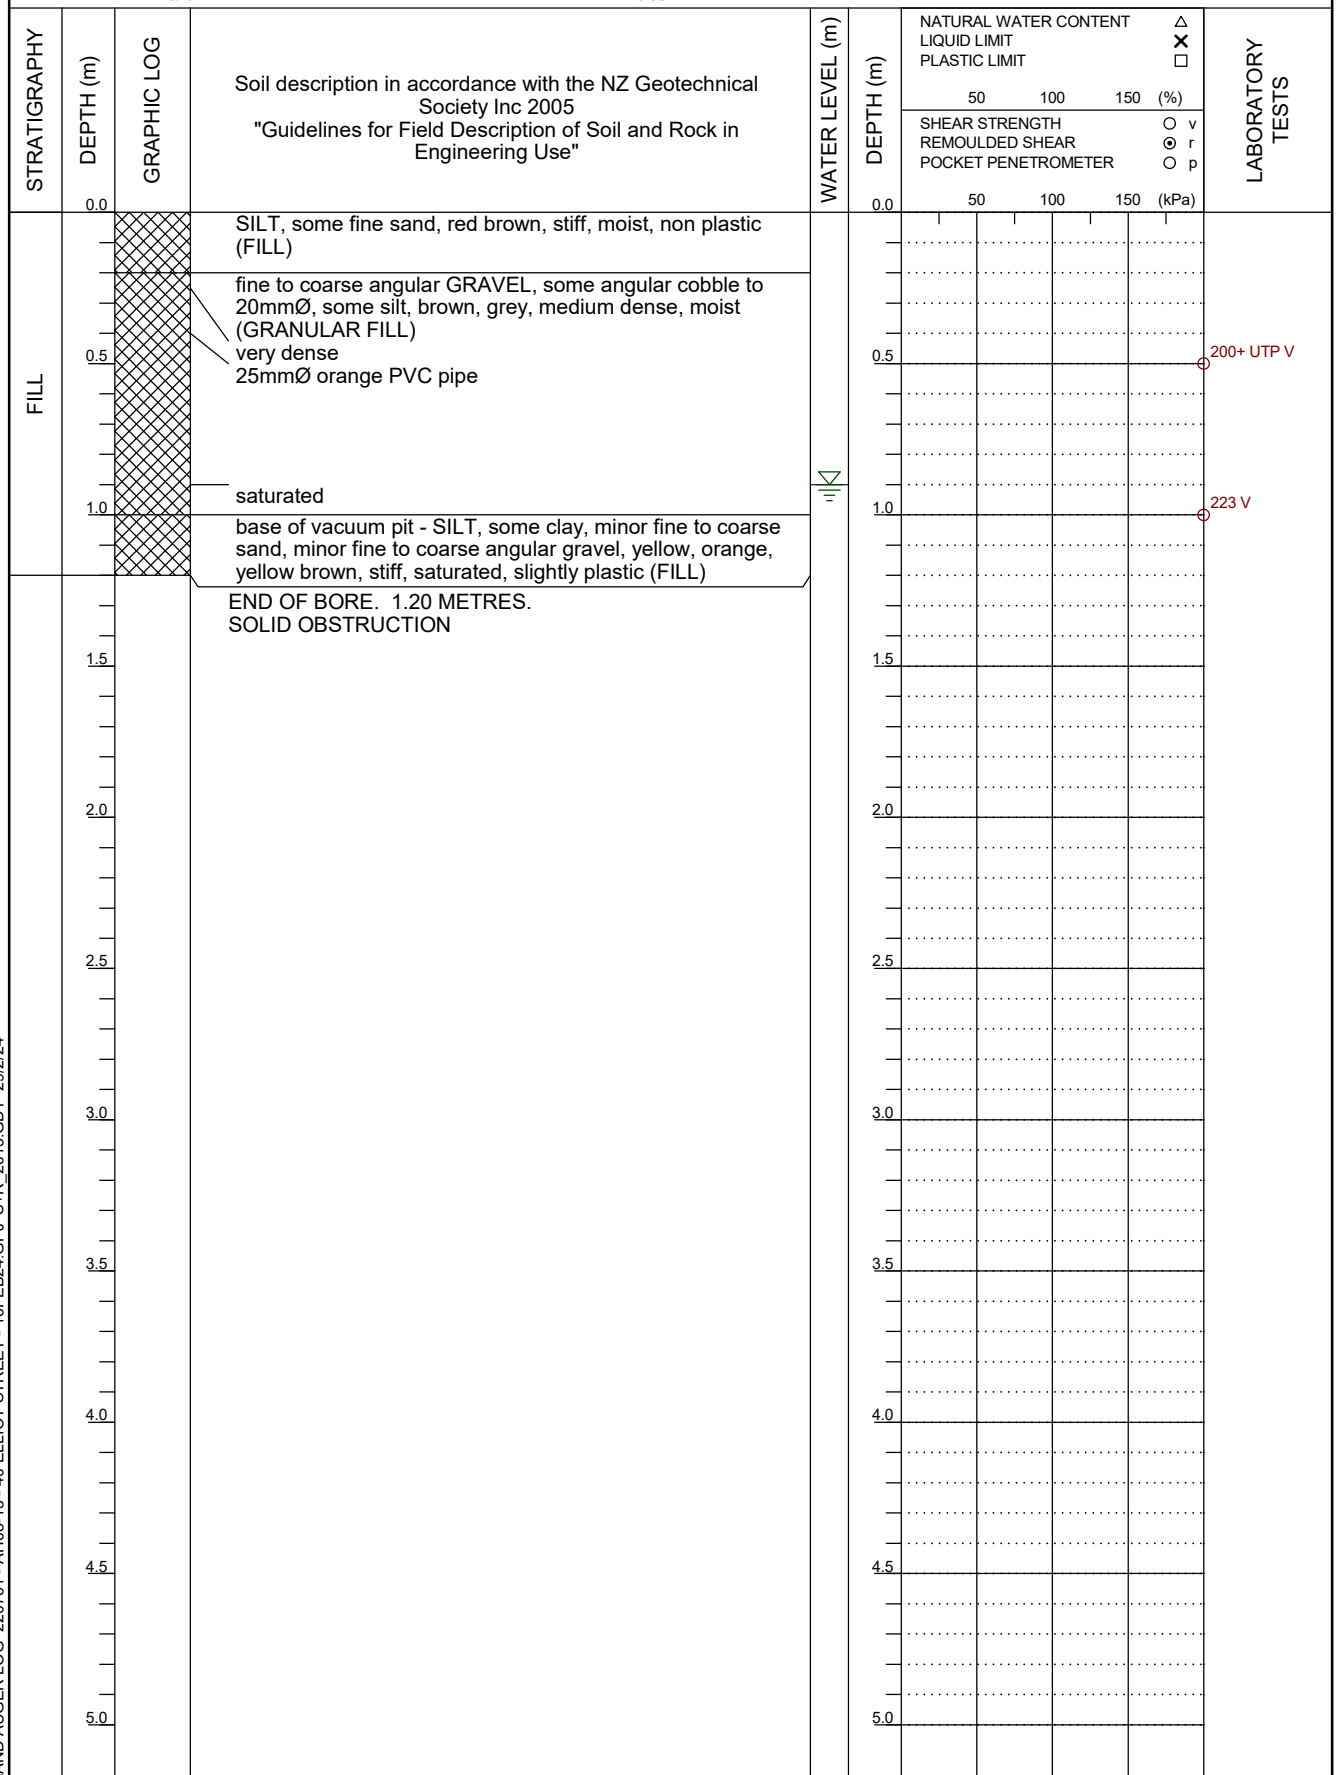 STRATIGRAPHY
DEPTH (m)
GRAPHIC LOG
Soil description in accordance with the NZ Geotechnical
Society Inc 2005
"Guidelines for Field Description of Soil and Rock in
Engineering Use"
WATER LEVEL (m)
DEPTH (m)
NATURAL WATER CONTENT △
LIQUID LIMIT ✕
PLASTIC LIMIT □
50 100 150 (%)
SHEAR STRENGTH ○ v
REMOULDED SHEAR ⊙ r
POCKET PENETROMETER ○ p
50 100 150 (kPa)
LABORATORY
TESTS
0.0 0.0
SILT, some fine sand, red brown, stiff, moist, non plastic
(FILL)
fine to coarse angular GRAVEL, some angular cobble to
20mmØ, some silt, brown, grey, medium dense, moist
(GRANULAR FILL)
very dense
0.5 0.5 200+ UTP V
25mmØ orange PVC pipe
FILL
saturated
1.0 1.0 223 V
base of vacuum pit - SILT, some clay, minor fine to coarse
sand, minor fine to coarse angular gravel, yellow, orange,
yellow brown, stiff, saturated, slightly plastic (FILL)
END OF BORE. 1.20 METRES.
SOLID OBSTRUCTION
1.5 1.5
2.0 2.0
2.5 2.5
3.0 3.0
3.5 3.5
4.0 4.0
4.5 4.5
5.0 5.0